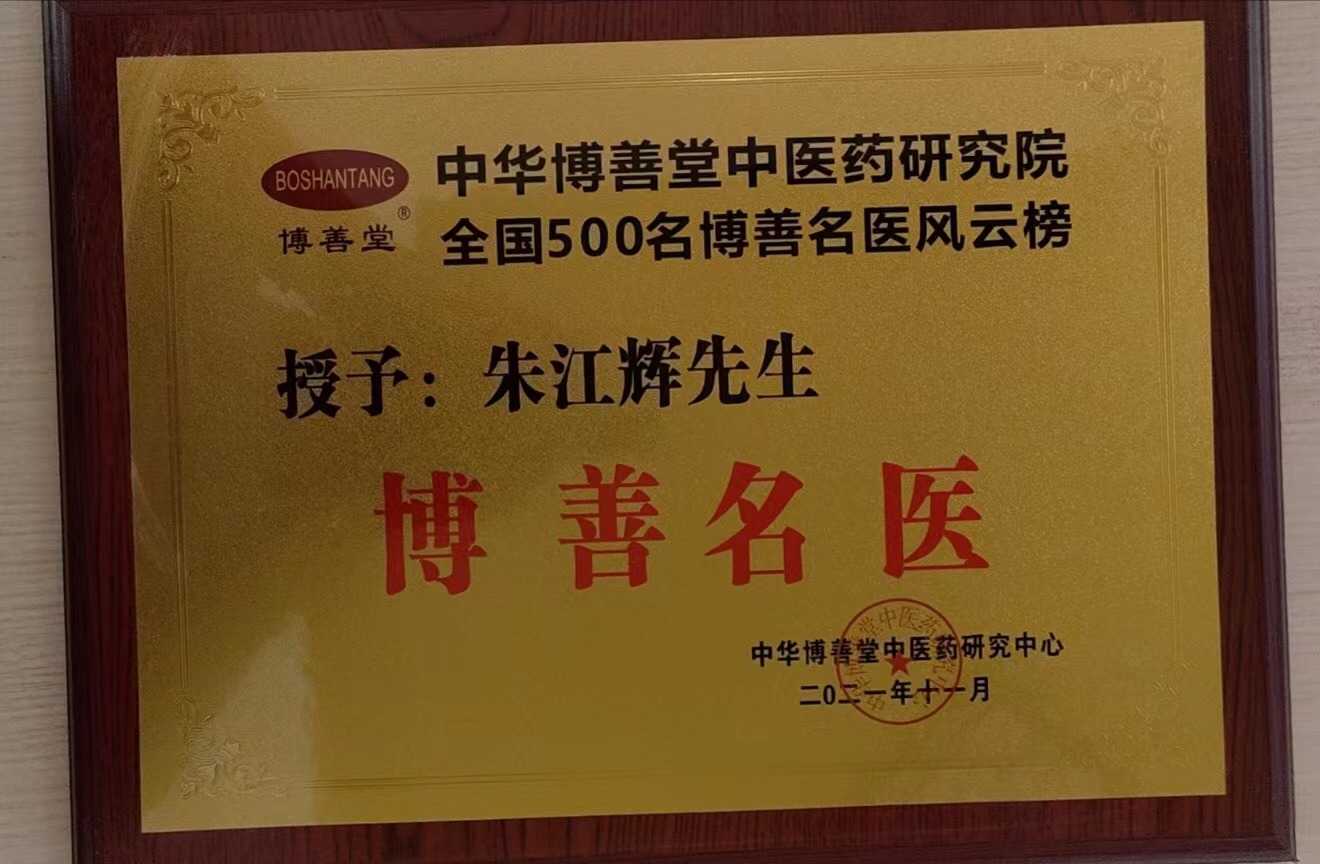 BOSHANTANG
®
博善堂
中华博善堂中医药研究院
全国500名博善名医风云榜
授予：朱江辉先生
博善名医
中华博善堂中医药研究中心
二0二一年十一月